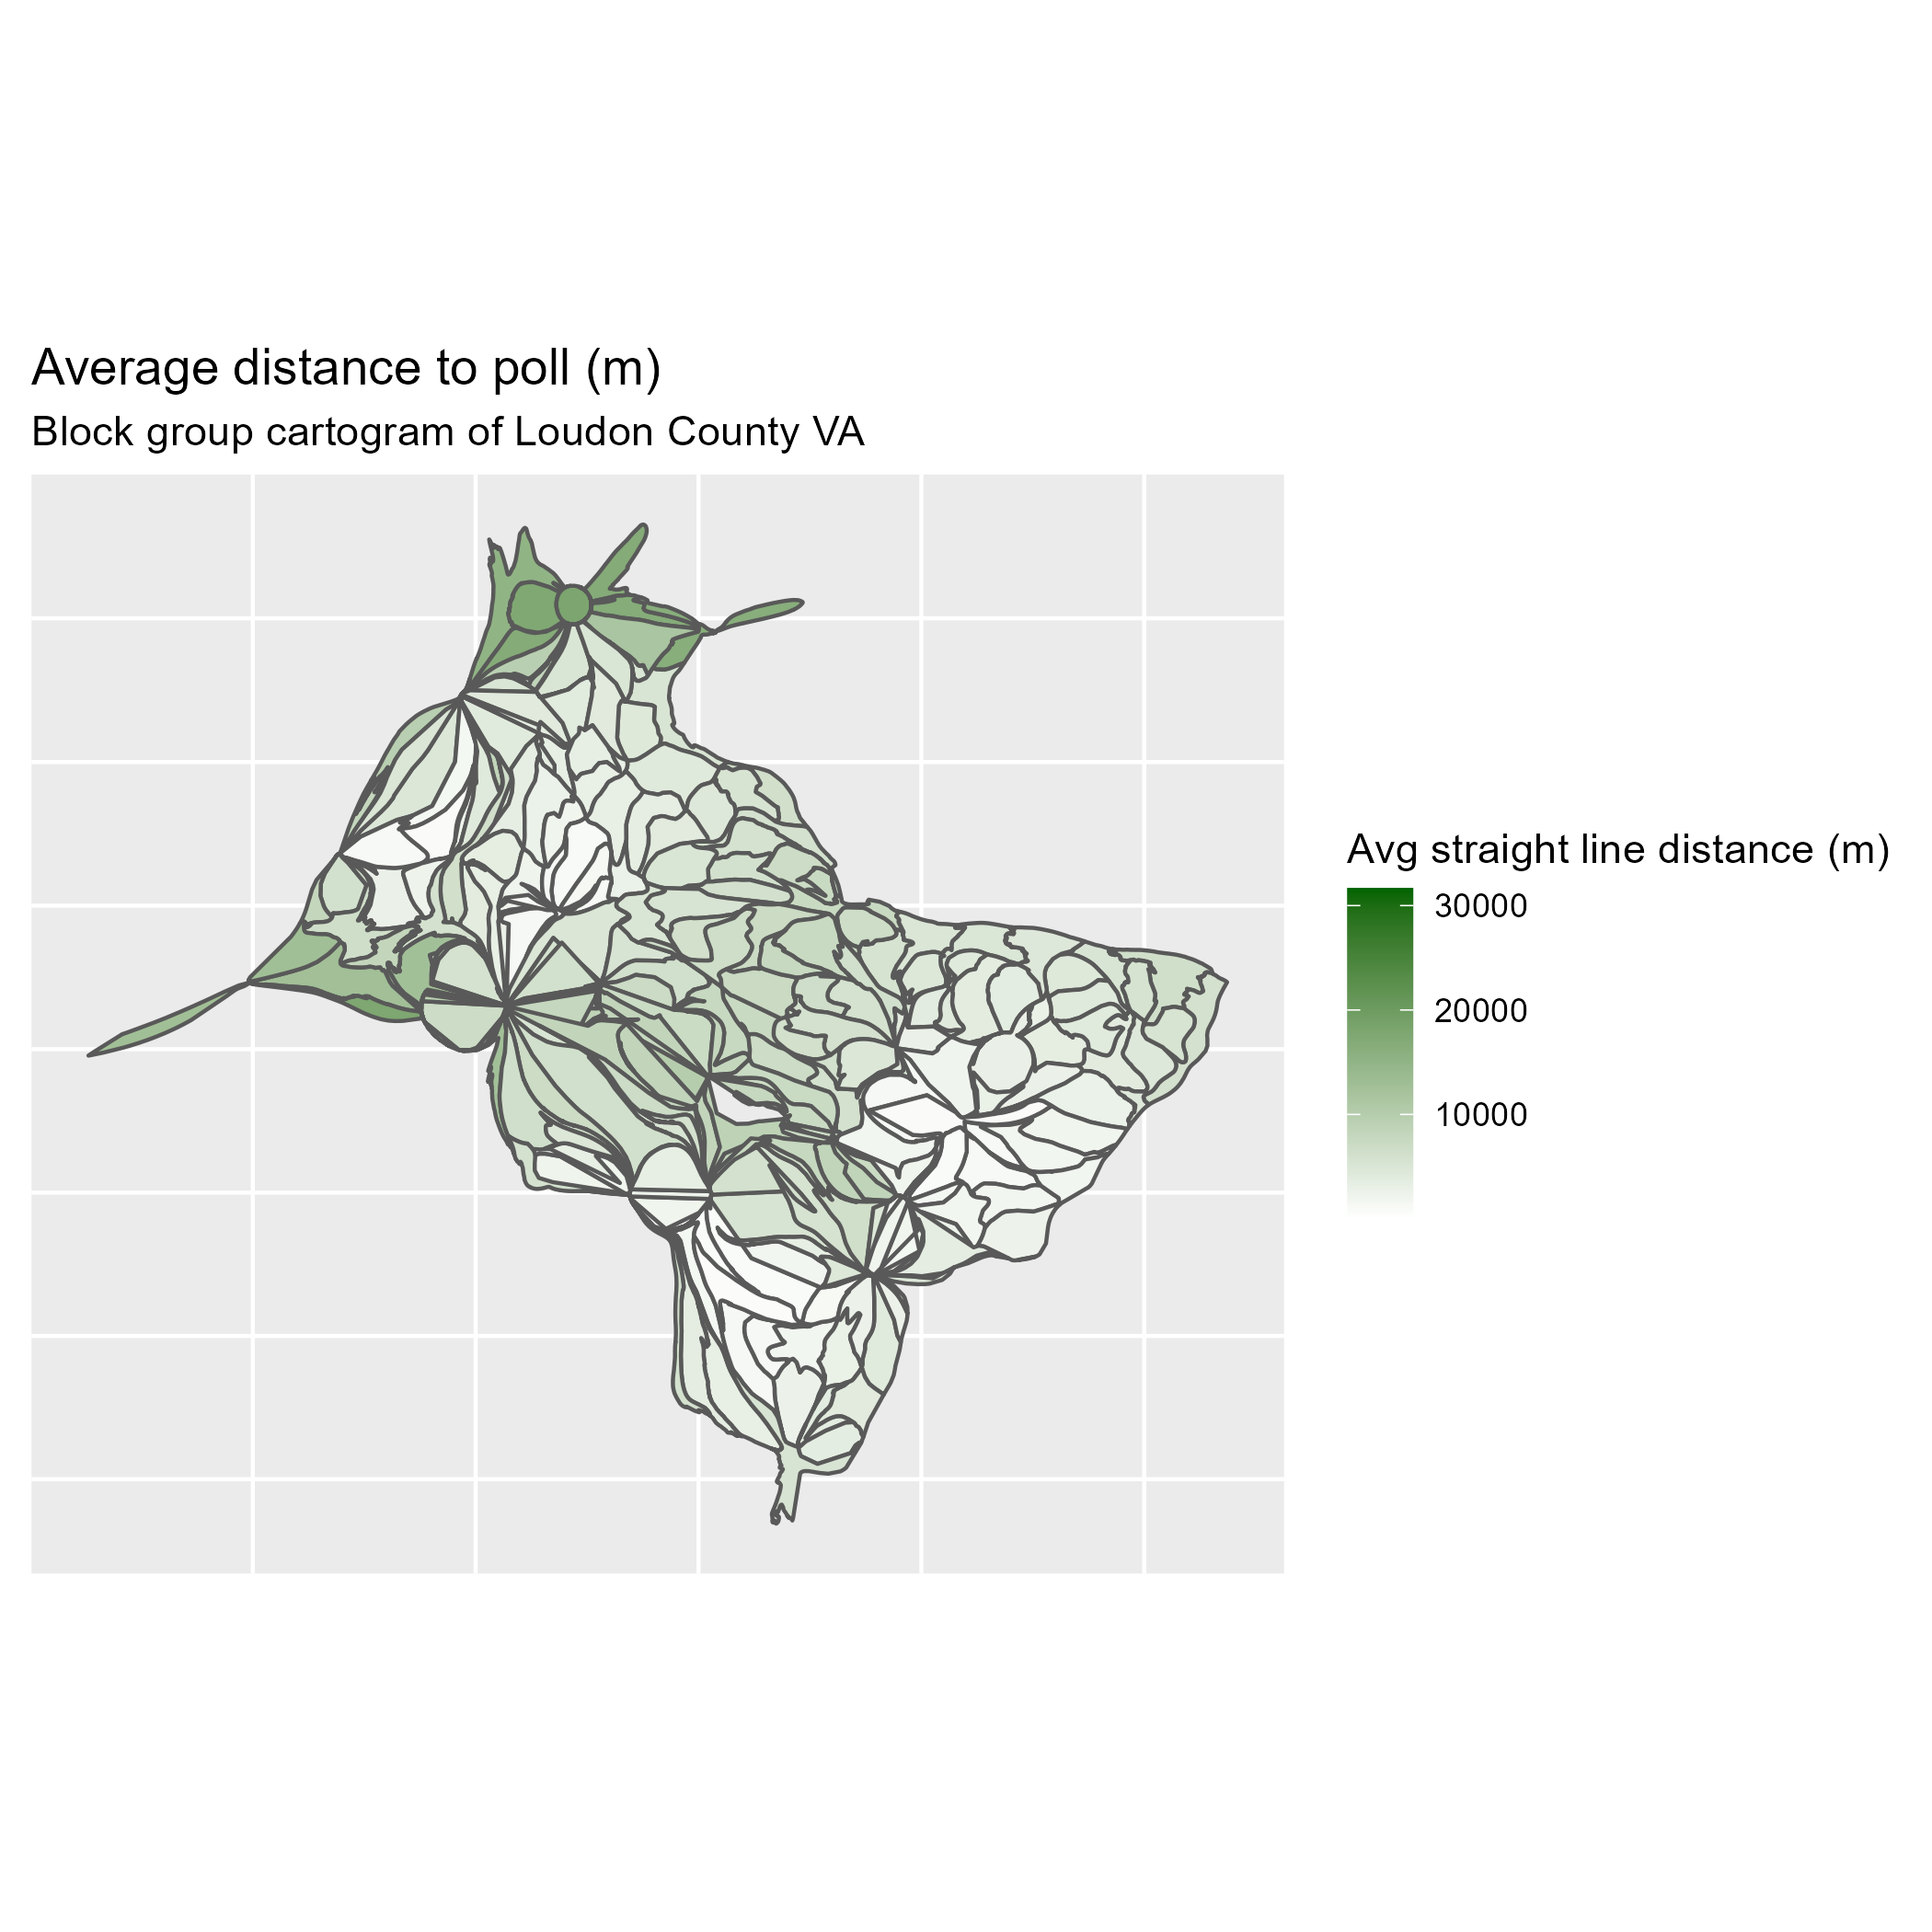 Average distance to poll (m)
Block group cartogram of Loudon County VA
Avg straight line distance (m)
30000
20000
10000